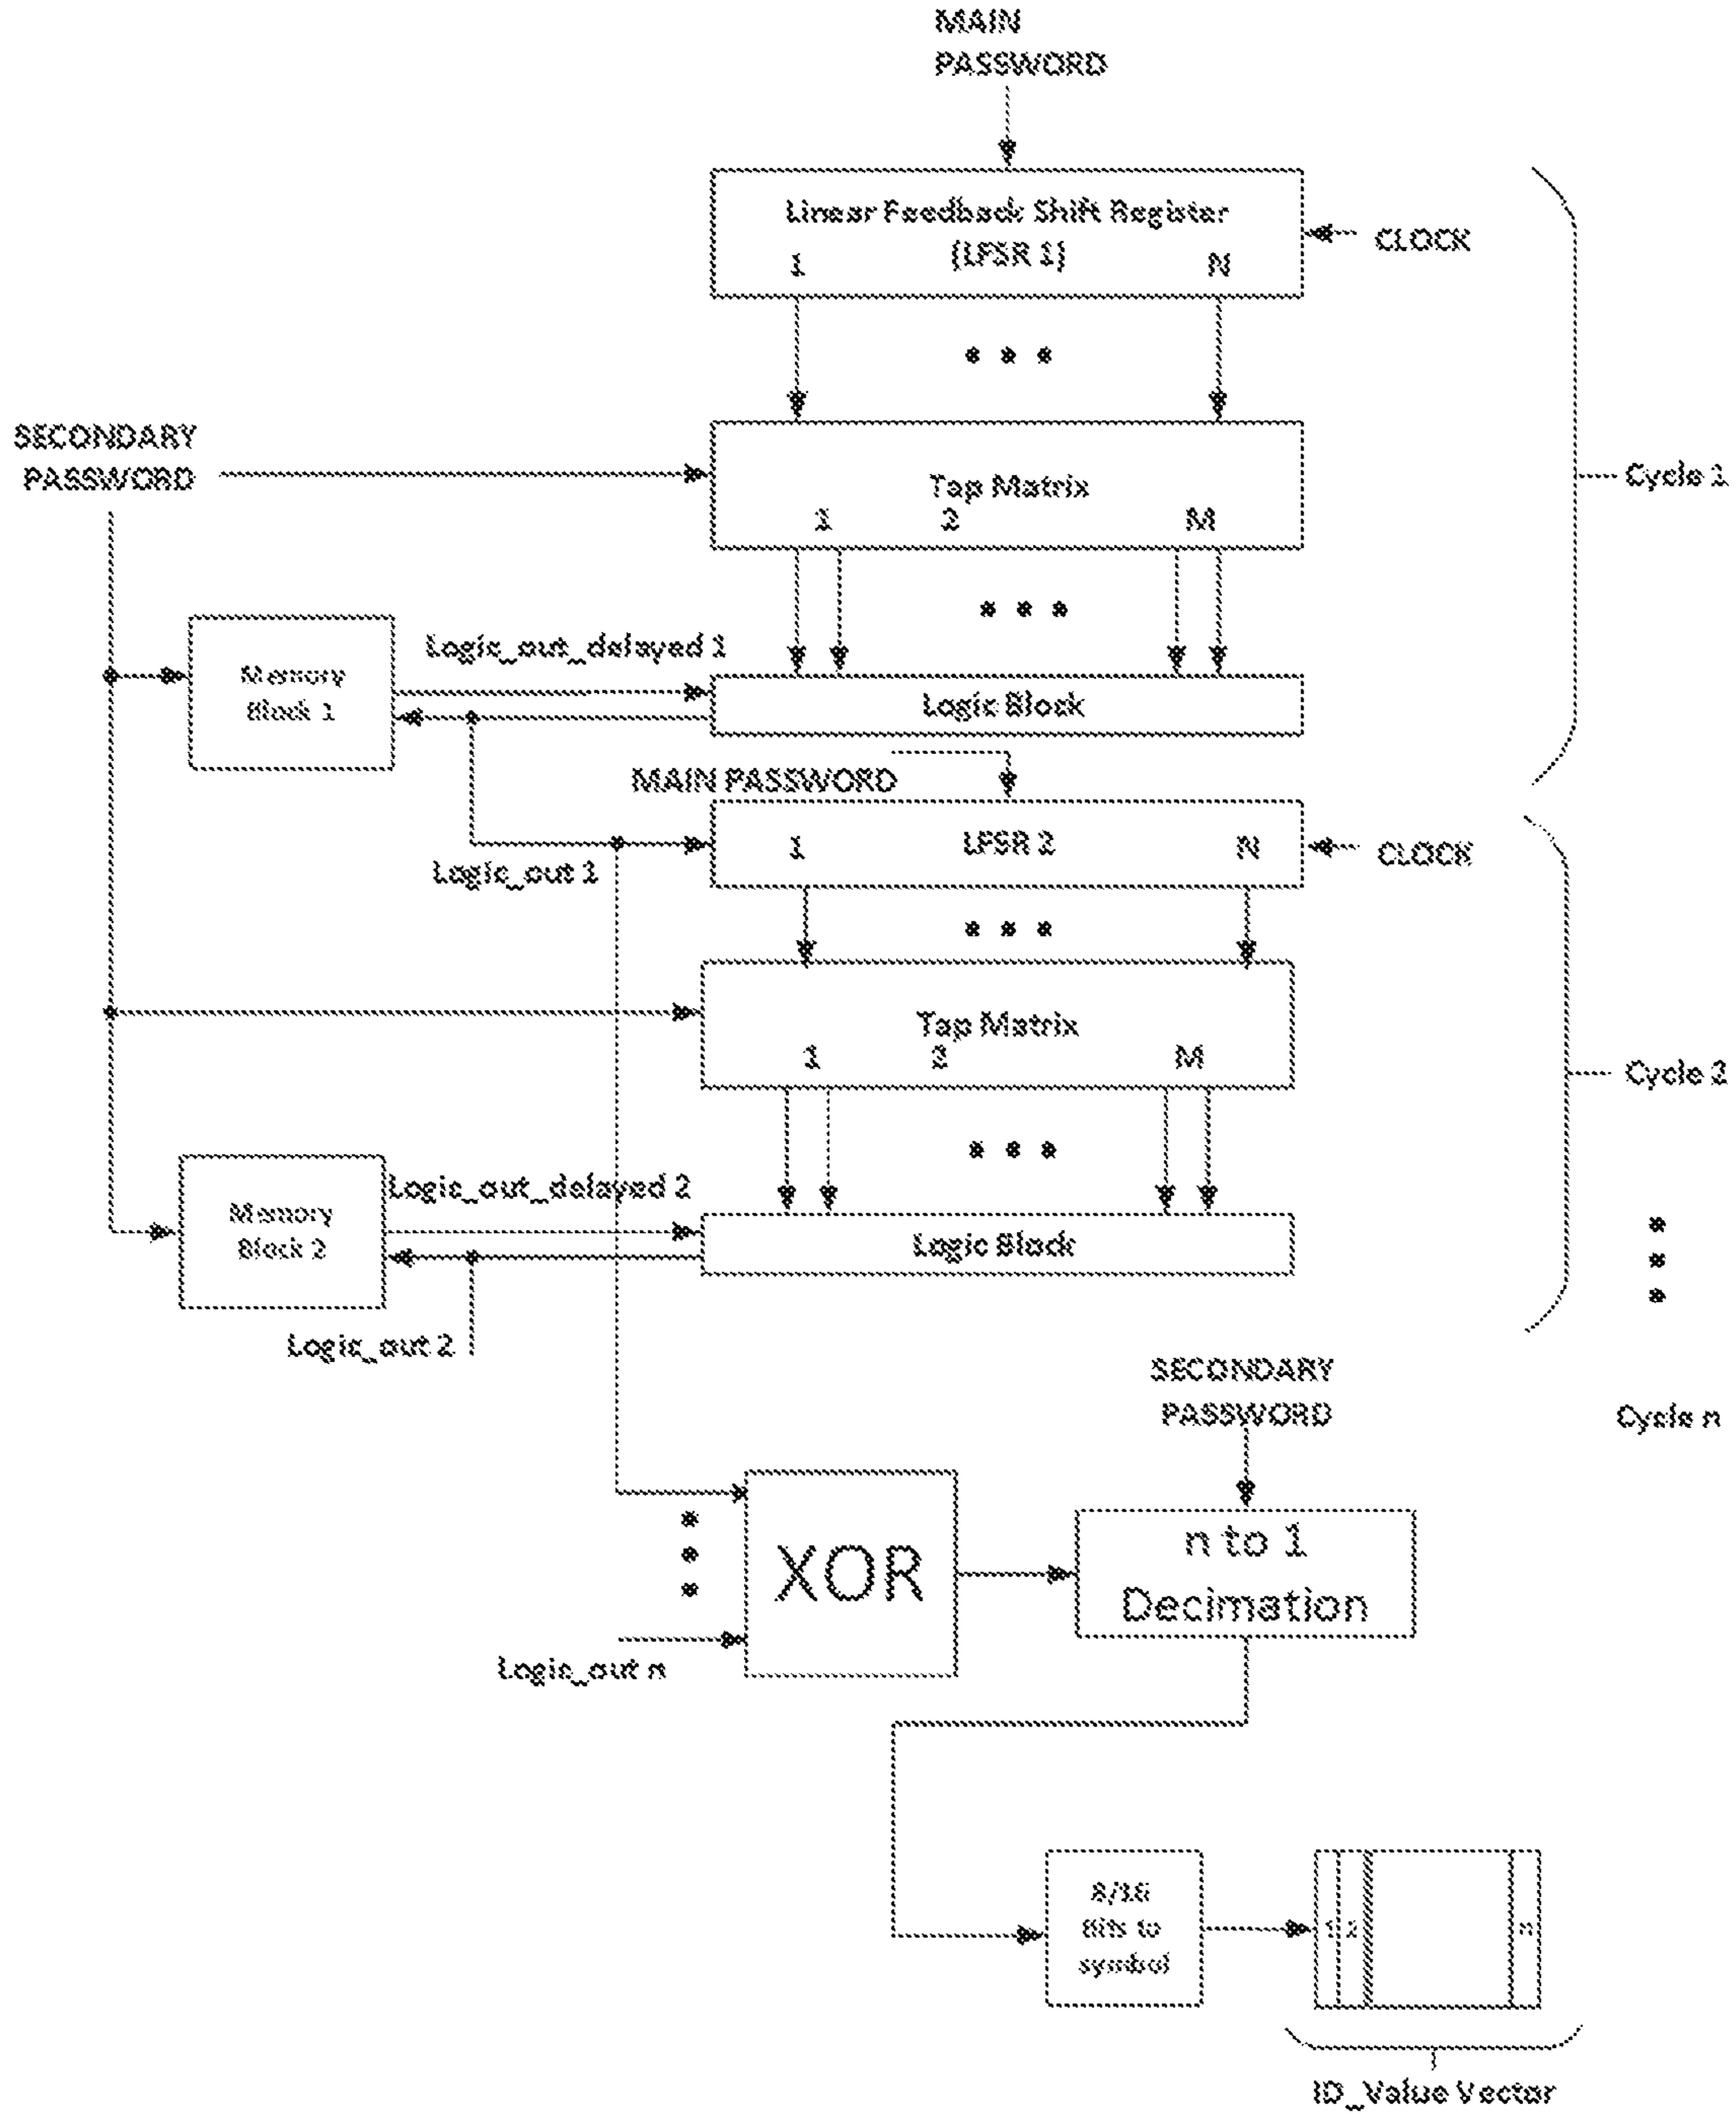 MAIN
PASSWORD
Linear Feedback Shift Register
(LFSR 1)
1 N
CLOCK
SECONDARY
PASSWORD
Tap Matrix
1 2 M
Cycle 1
Logic_out_delayed 1
Memory
Block 1
Logic Block
MAIN PASSWORD
1 LFSR 2 N
CLOCK
Logic_out 1
Tap Matrix
1 2 M
Cycle 2
Logic_out_delayed 2
Memory
Block 2
Logic Block
Logic_out 2
SECONDARY
PASSWORD
Cycle n
XOR
n to 1
Decimation
Logic_out n
8/16
Bits to
symbol
1 2 n
ID_Value Vector